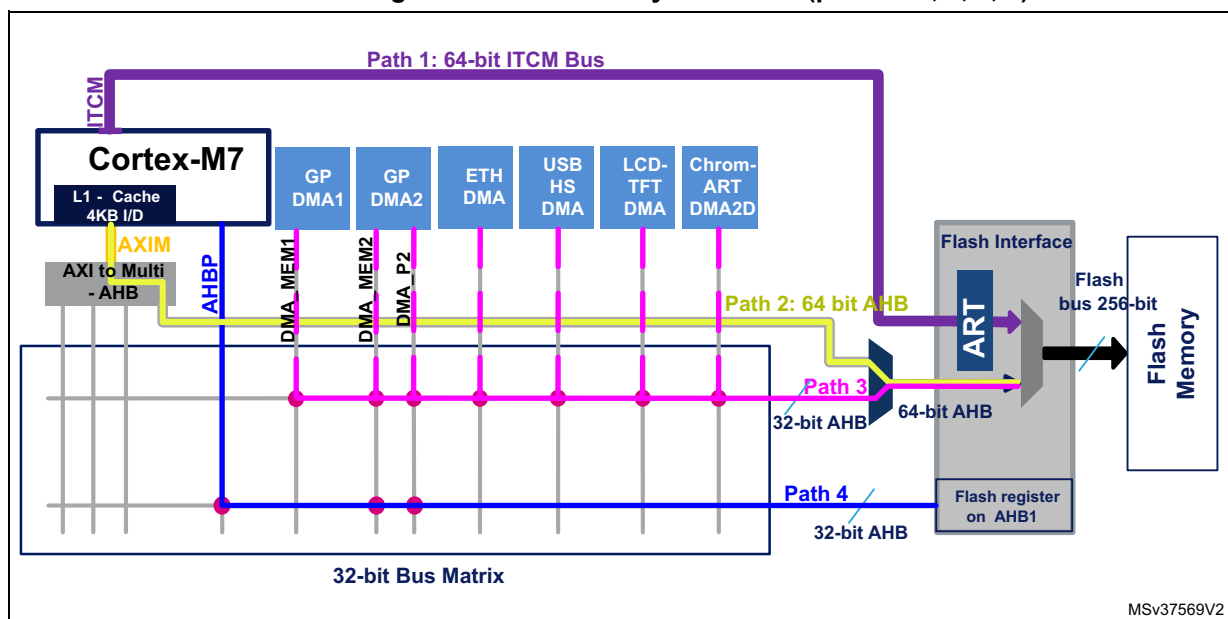 Path 1: 64-bit ITCM Bus
ITCM
Cortex-M7
L1 - Cache
4KB I/D
GP
DMA1
GP
DMA2
ETH
DMA
USB
HS
DMA
LCD-
TFT
DMA
Chrom-
ART
DMA2D
AXIM
AXI to Multi
- AHB
AHBP
DMA_MEM1
DMA_MEM2
DMA_P2
Path 2: 64 bit AHB
Flash Interface
ART
Flash
bus 256-bit
Flash
Memory
Path 3
32-bit AHB
64-bit AHB
Path 4
32-bit AHB
Flash register
on AHB1
32-bit Bus Matrix
MSv37569V2